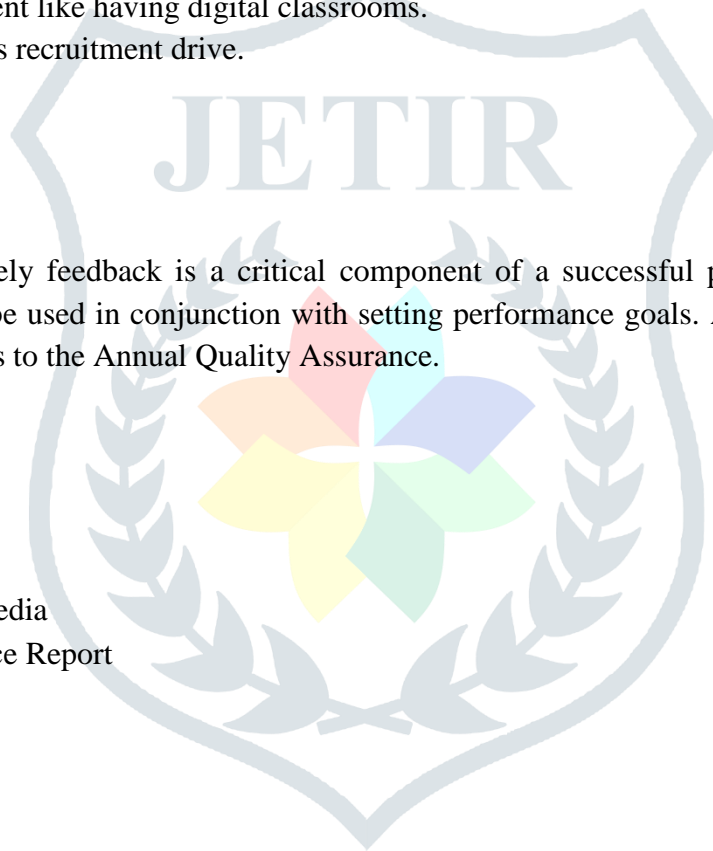 ent like having digital classrooms.
s recruitment drive.
JETIR
ely feedback is a critical component of a successful p
be used in conjunction with setting performance goals. A
s to the Annual Quality Assurance.
edia
ce Report